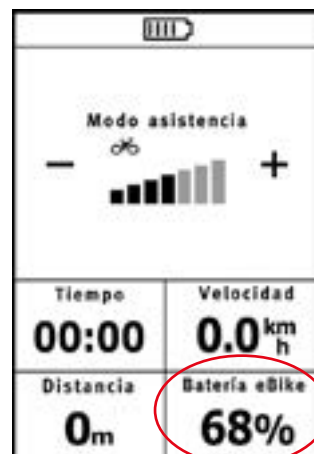 Modo asistencia
- +
Tiempo Velocidad
00:00 0.0 km/h
Distancia Batería eBike
0m 68%